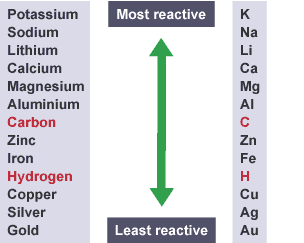 Potassium
Sodium
Lithium
Calcium
Magnesium
Aluminium
Carbon
Zinc
Iron
Hydrogen
Copper
Silver
Gold
Most reactive
Least reactive
K
Na
Li
Ca
Mg
Al
C
Zn
Fe
H
Cu
Ag
Au